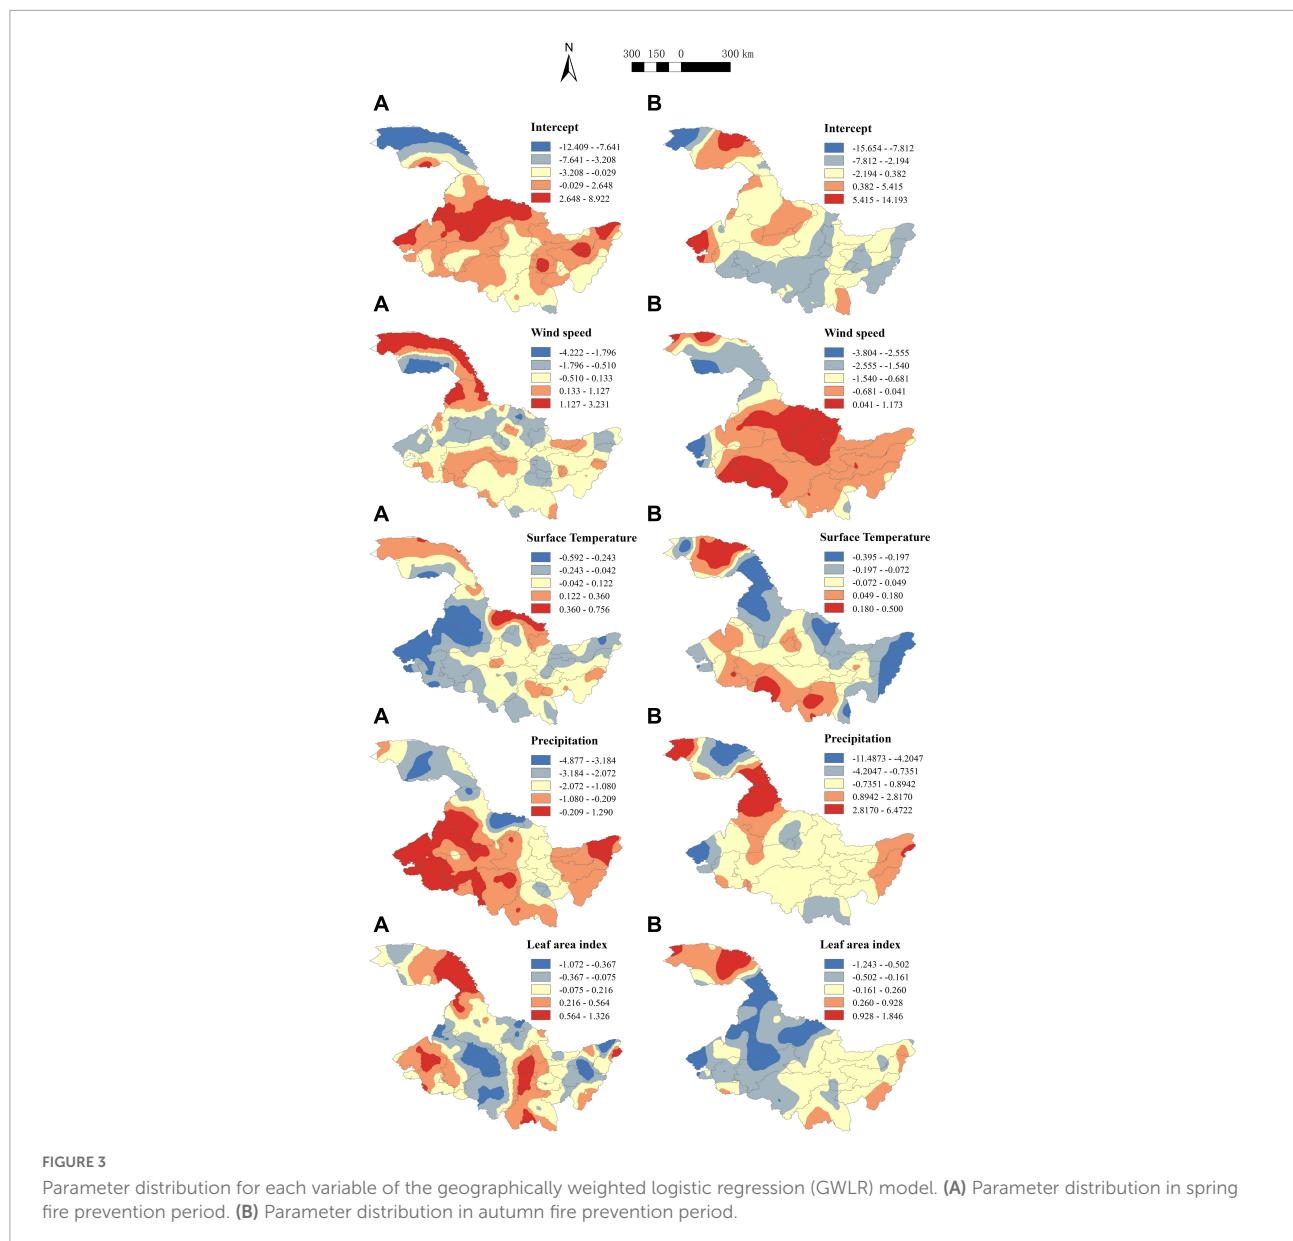 N
300 150 0 300 km
A
B
Intercept
-12.409 - -7.641
-7.641 - -3.208
-3.208 - -0.029
-0.029 - 2.648
2.648 - 8.922
Intercept
-15.654 - -7.812
-7.812 - -2.194
-2.194 - 0.382
0.382 - 5.415
5.415 - 14.193
A
B
Wind speed
-4.222 - -1.796
-1.796 - -0.510
-0.510 - 0.133
0.133 - 1.127
1.127 - 3.231
Wind speed
-3.804 - -2.555
-2.555 - -1.540
-1.540 - -0.681
-0.681 - 0.041
0.041 - 1.173
A
B
Surface Temperature
-0.592 - -0.243
-0.243 - -0.042
-0.042 - 0.122
0.122 - 0.360
0.360 - 0.756
Surface Temperature
-0.395 - -0.197
-0.197 - -0.072
-0.072 - 0.049
0.049 - 0.180
0.180 - 0.500
A
B
Precipitation
-4.877 - -3.184
-3.184 - -2.072
-2.072 - -1.080
-1.080 - -0.209
-0.209 - 1.290
Precipitation
-11.4873 - -4.2047
-4.2047 - -0.7351
-0.7351 - 0.8942
0.8942 - 2.8170
2.8170 - 6.4722
A
B
Leaf area index
-1.072 - -0.367
-0.367 - -0.075
-0.075 - 0.216
0.216 - 0.564
0.564 - 1.326
Leaf area index
-1.243 - -0.502
-0.502 - -0.161
-0.161 - 0.260
0.260 - 0.928
0.928 - 1.846
FIGURE 3
Parameter distribution for each variable of the geographically weighted logistic regression (GWLR) model. (A) Parameter distribution in spring
fire prevention period. (B) Parameter distribution in autumn fire prevention period.